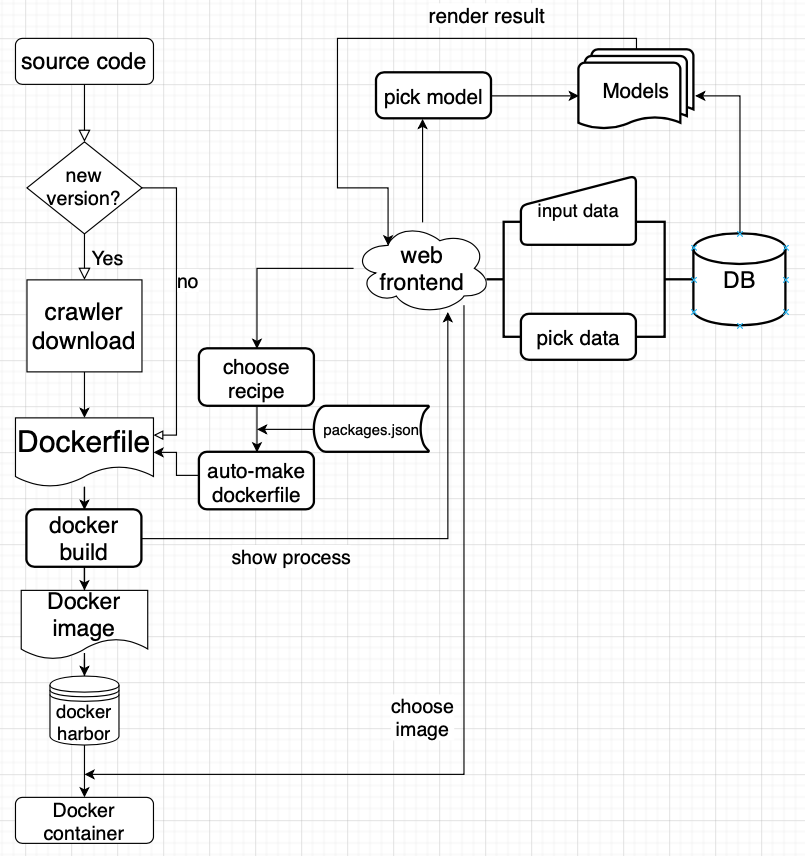 render result
source code
pick model
Models
new
version?
input data
Yes
web
frontend
DB
no
crawler
download
pick data
choose
recipe
packages.json
Dockerfile
auto-make
dockerfile
docker
build
show process
Docker
image
choose
image
docker
harbor
Docker
container